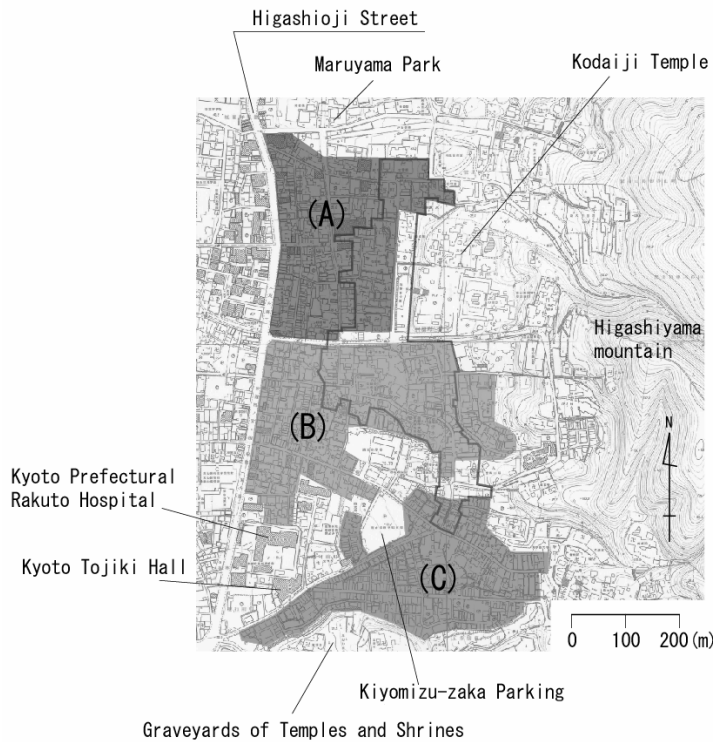 Higashioji Street
Maruyama Park
Kodaiji Temple
(A)
Higashiyama
mountain
(B)
N
Kyoto Prefectural
Rakuto Hospital
Kyoto Tojiki Hall
(C)
0 100 200(m)
Kiyomizu-zaka Parking
Graveyards of Temples and Shrines